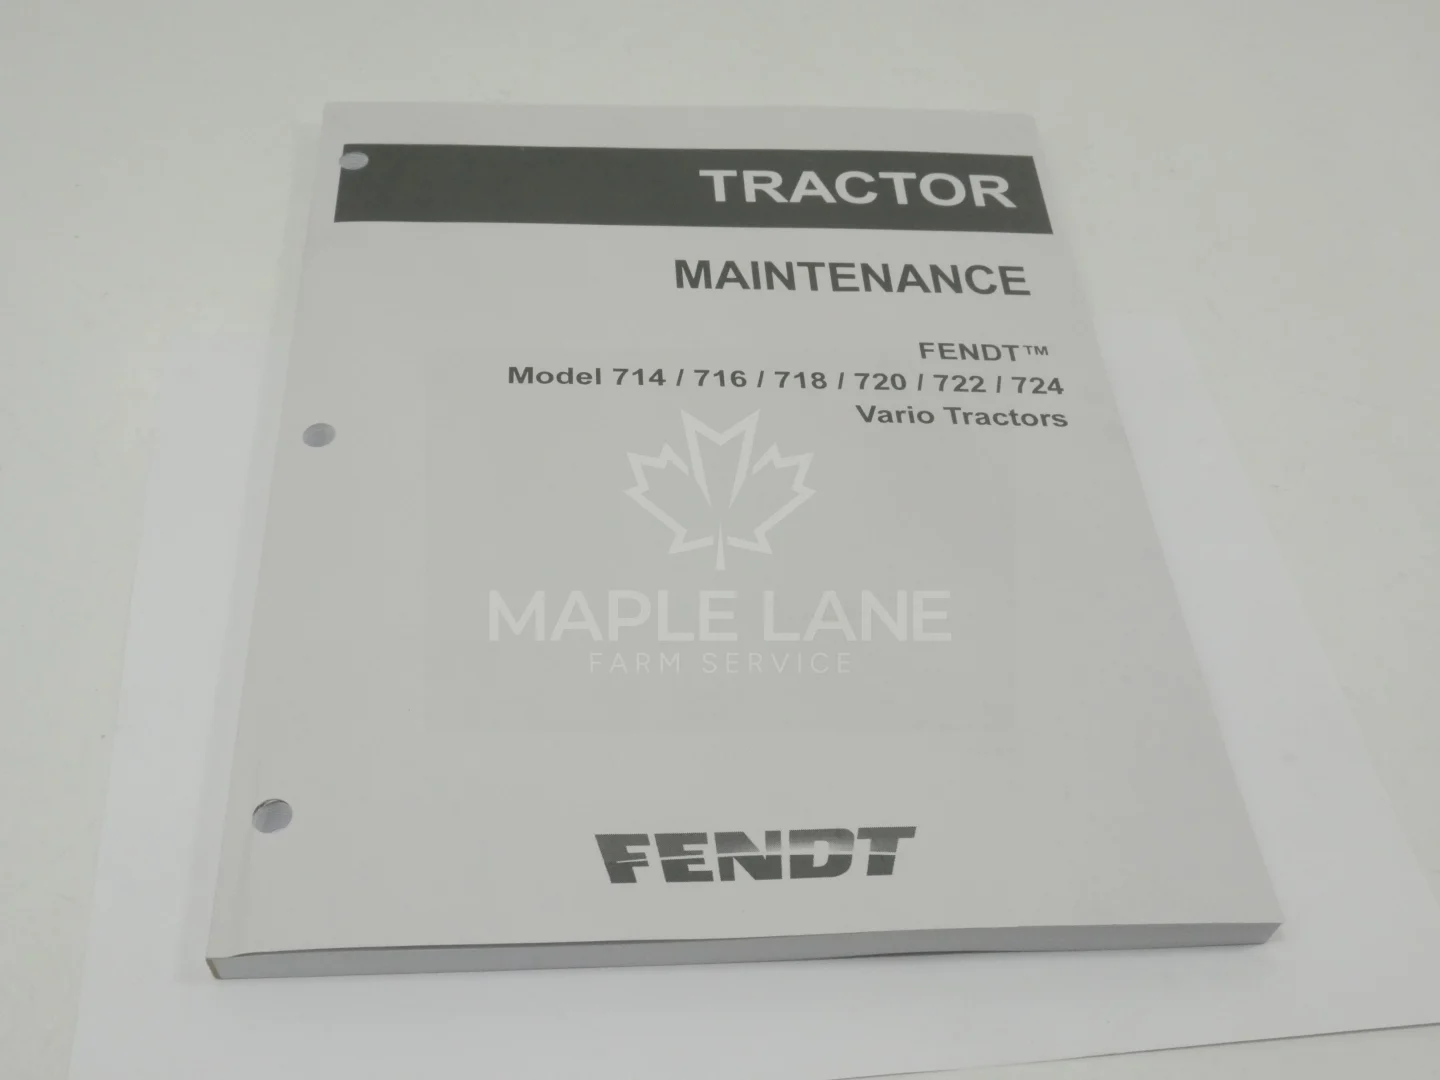 TRACTOR
MAINTENANCE
FENDT™
Model 714 / 716 / 718 / 720 / 722 / 724
Vario Tractors
MAPLE LANE
FARM SERVICE
FENDT